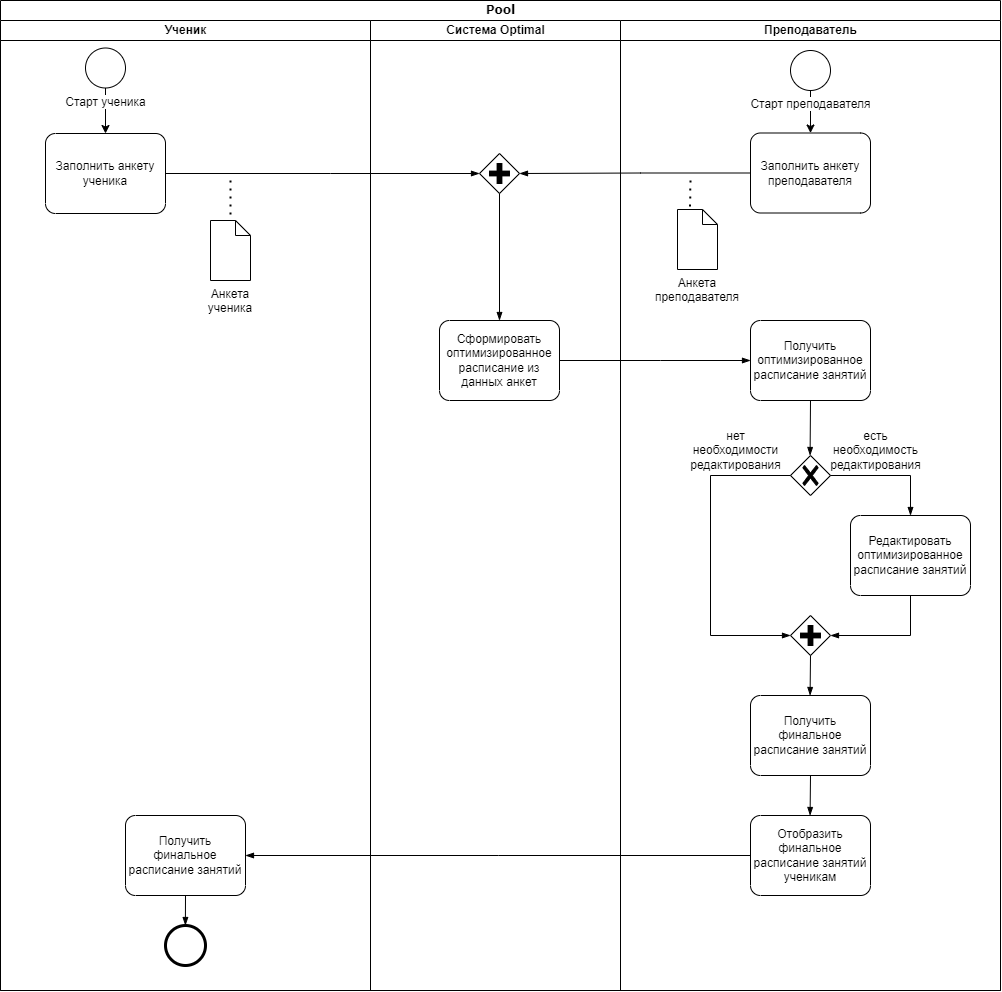 Pool
Ученик
Система Optimal
Преподаватель
Старт ученика
Старт преподавателя
Заполнить анкету
ученика
Заполнить анкету
преподавателя
Анкета
ученика
Анкета
преподавателя
Сформировать
оптимизированное
расписание из
данных анкет
Получить
оптимизированное
расписание занятий
нет
необходимости
редактирования
есть
необходимость
редактирования
Редактировать
оптимизированное
расписание занятий
Получить
финальное
расписание занятий
Получить
финальное
расписание занятий
Отобразить
финальное
расписание занятий
ученикам